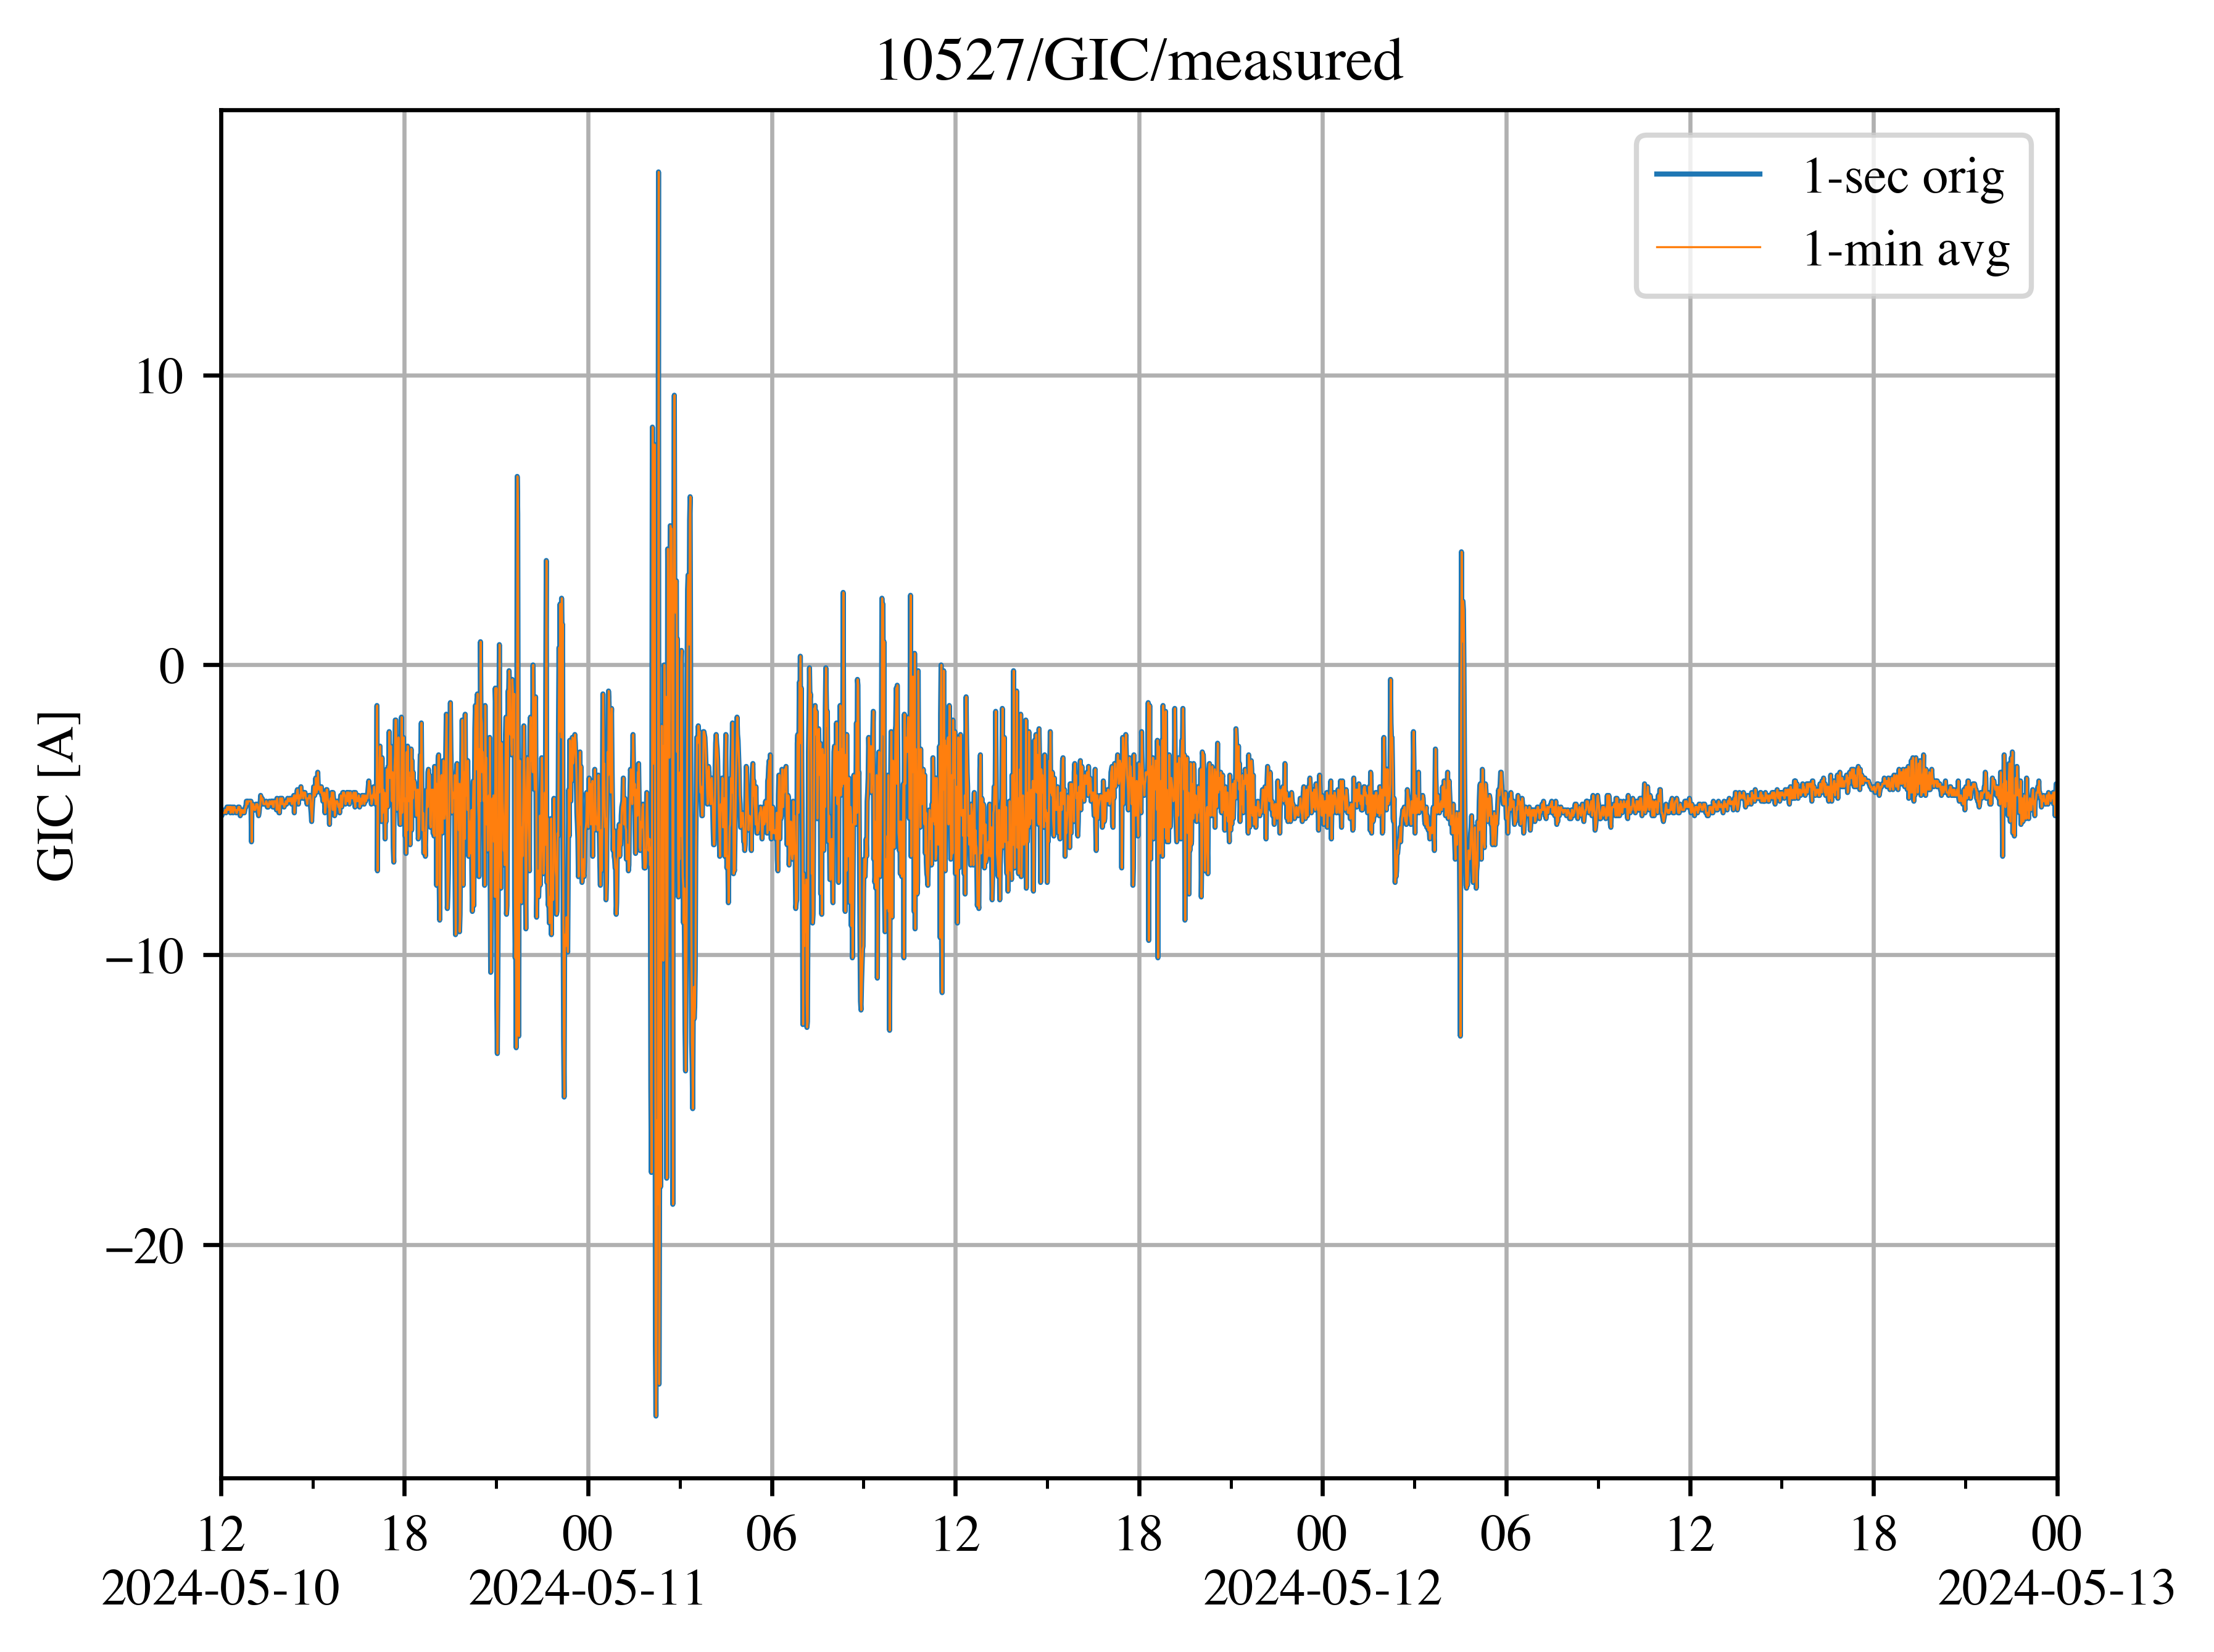 10527/GIC/measured
1-sec orig
1-min avg
10
0
−10
−20
GIC [A]
12 18 00 06 12 18 00 06 12 18 00
2024-05-10 2024-05-11 2024-05-12 2024-05-13